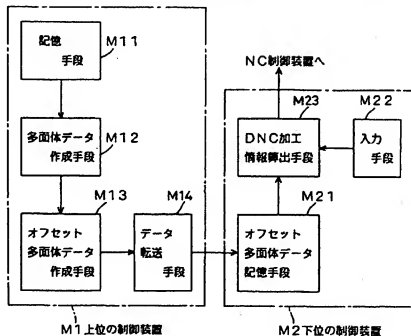 記憶
手段
M11
多面体データ
作成手段
M12
オフセット
多面体データ
作成手段
M13
データ
転送
手段
M14
M1上位の制御装置
NC制御装置へ
M23
DNC加工
情報算出手段
M22
入力
手段
M21
オフセット
多面体データ
記憶手段
M2下位の制御装置